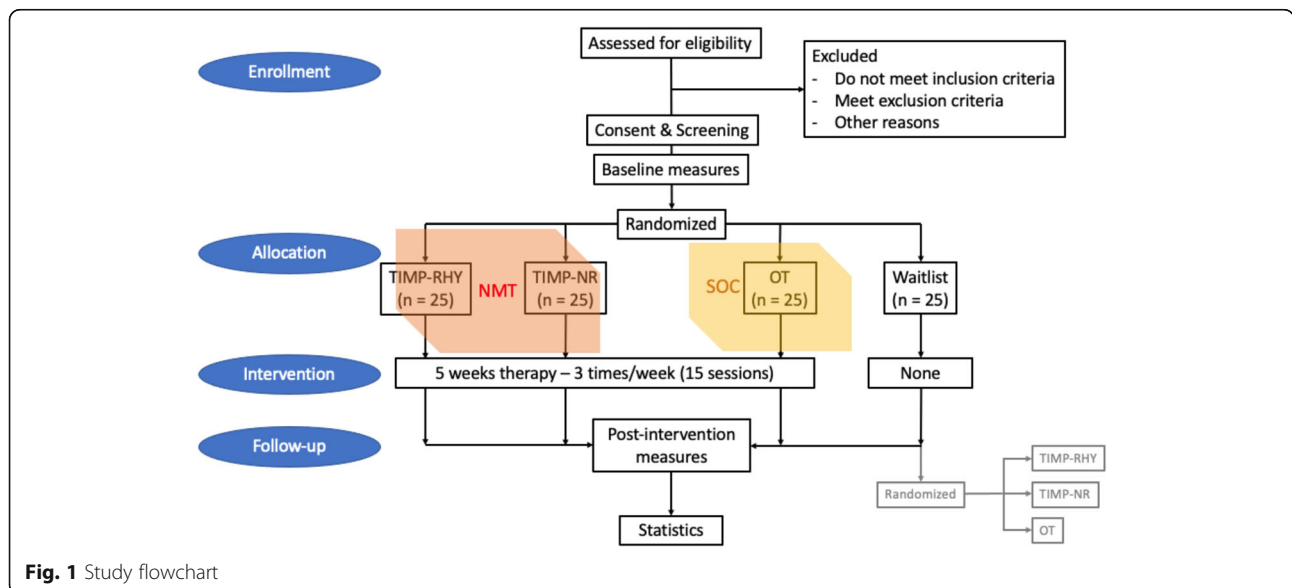 Assessed for eligibility
Enrollment
Excluded
- Do not meet inclusion criteria
- Meet exclusion criteria
- Other reasons
Consent & Screening
Baseline measures
Randomized
Allocation
TIMP-RHY
(n = 25)
NMT
TIMP-NR
(n = 25)
SOC
OT
(n = 25)
Waitlist
(n = 25)
Intervention
5 weeks therapy – 3 times/week (15 sessions)
None
Follow-up
Post-intervention
measures
Randomized
TIMP-RHY
TIMP-NR
OT
Statistics
Fig. 1 Study flowchart